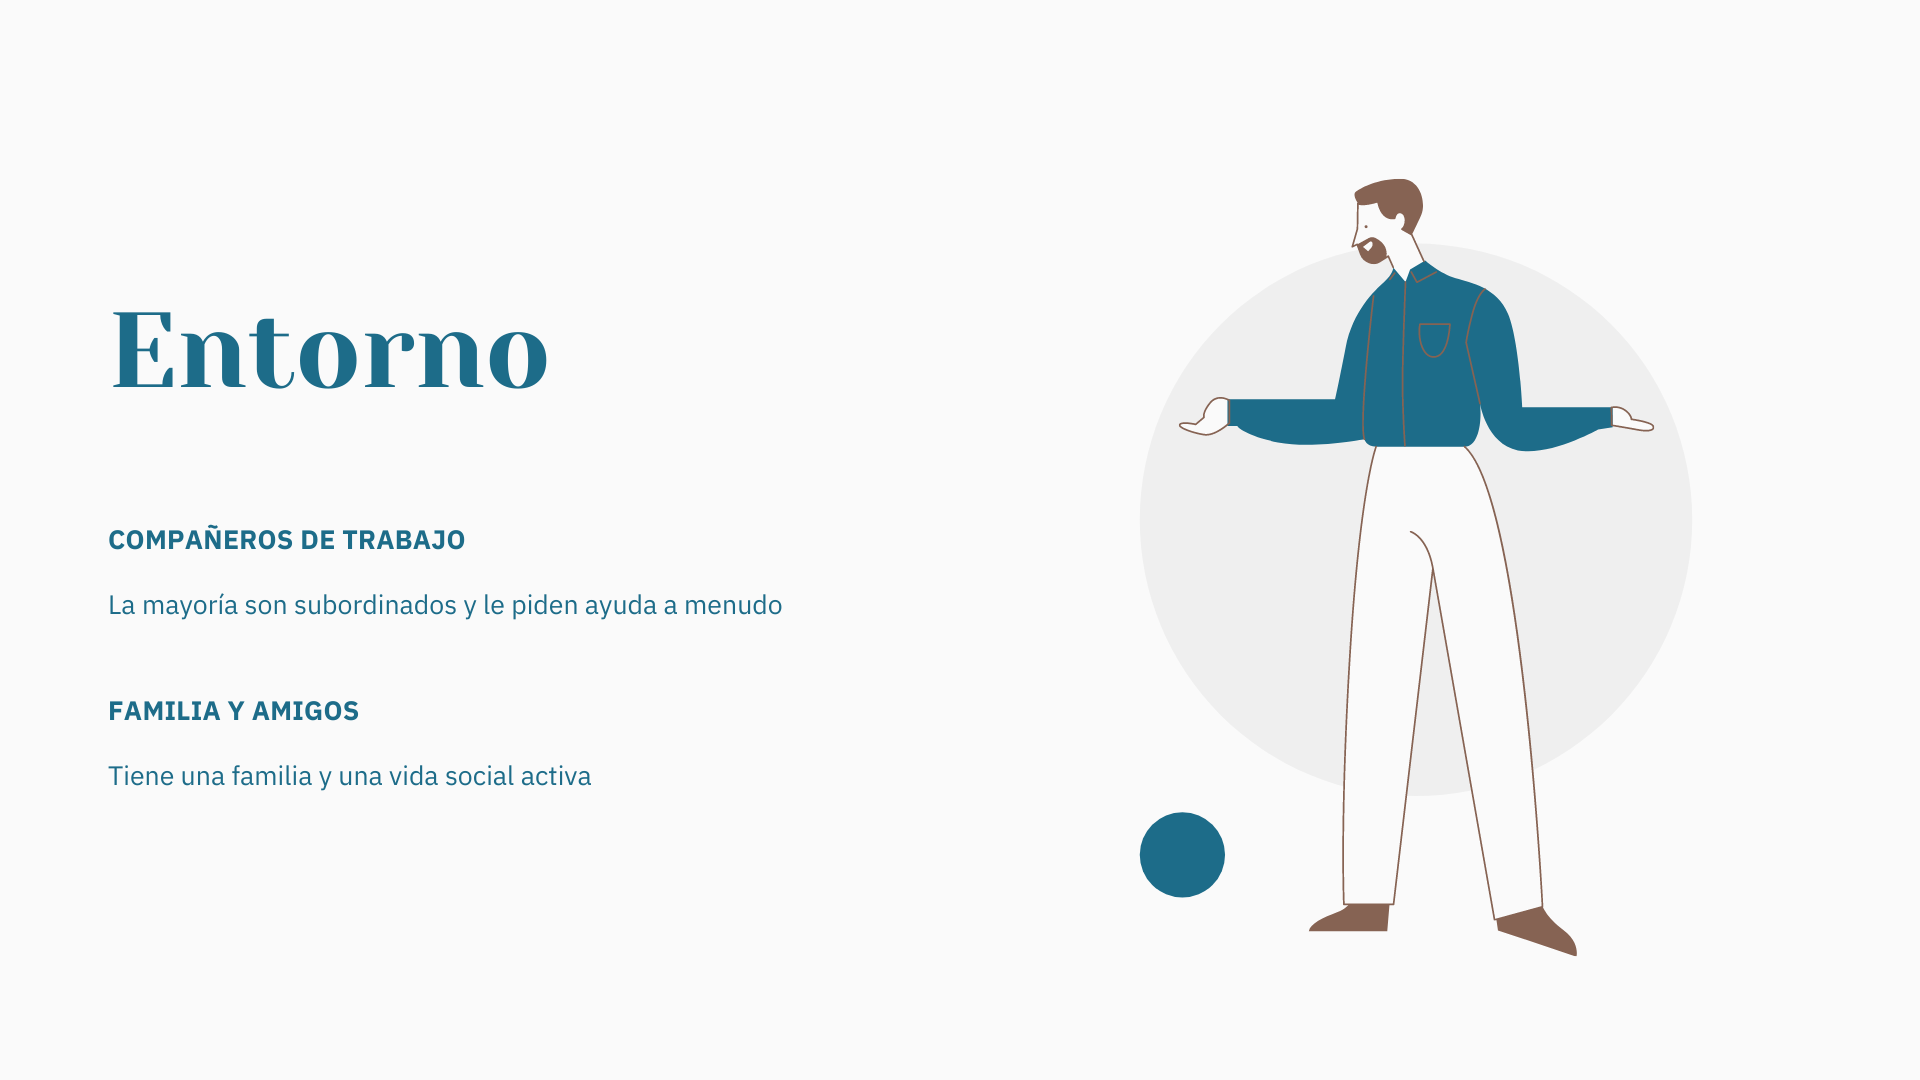 Entorno
COMPAÑEROS DE TRABAJO
La mayoría son subordinados y le piden ayuda a menudo
FAMILIA Y AMIGOS
Tiene una familia y una vida social activa